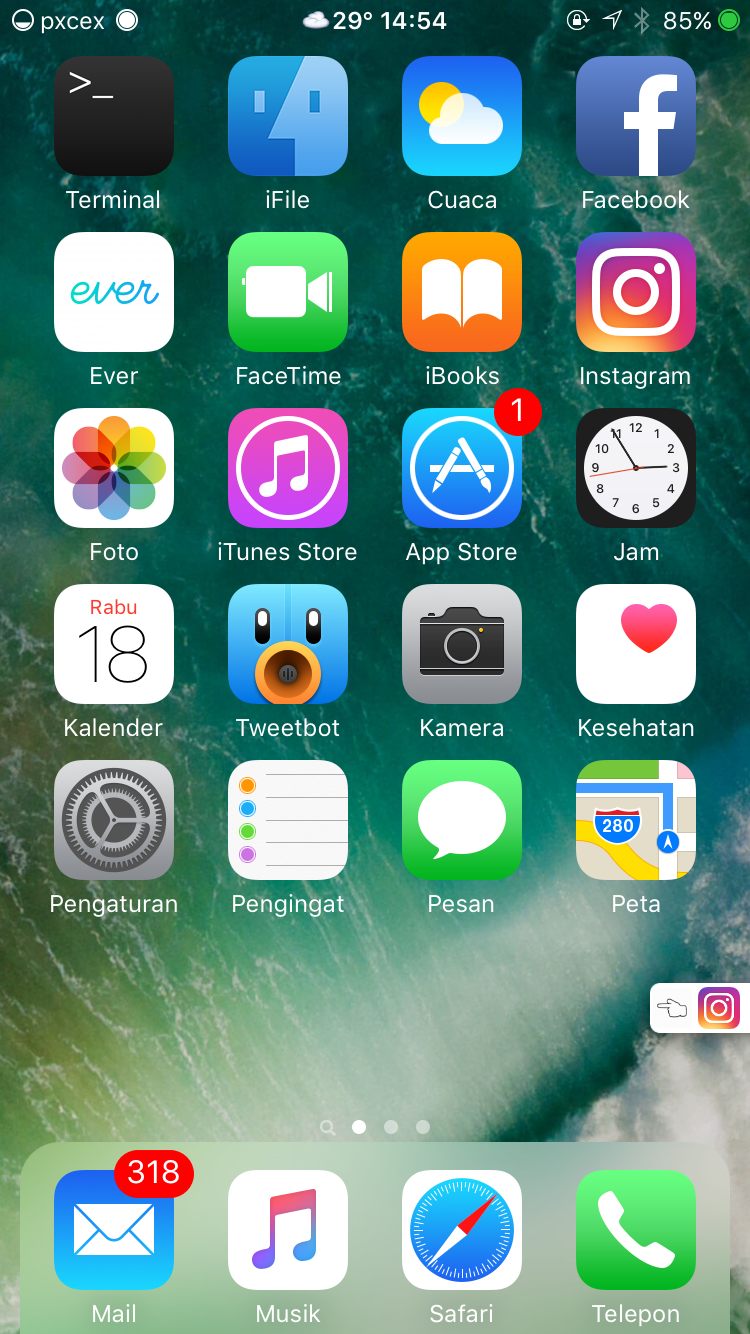 pxcex 29° 14:54 85%
>_
Terminal iFile Cuaca Facebook
ever
Ever FaceTime iBooks Instagram
1
11 12 1
10 2
9 3
8 4
7 6 5
Foto iTunes Store App Store Jam
Rabu
18
Kalender Tweetbot Kamera Kesehatan
280
Pengaturan Pengingat Pesan Peta
318
Mail Musik Safari Telepon